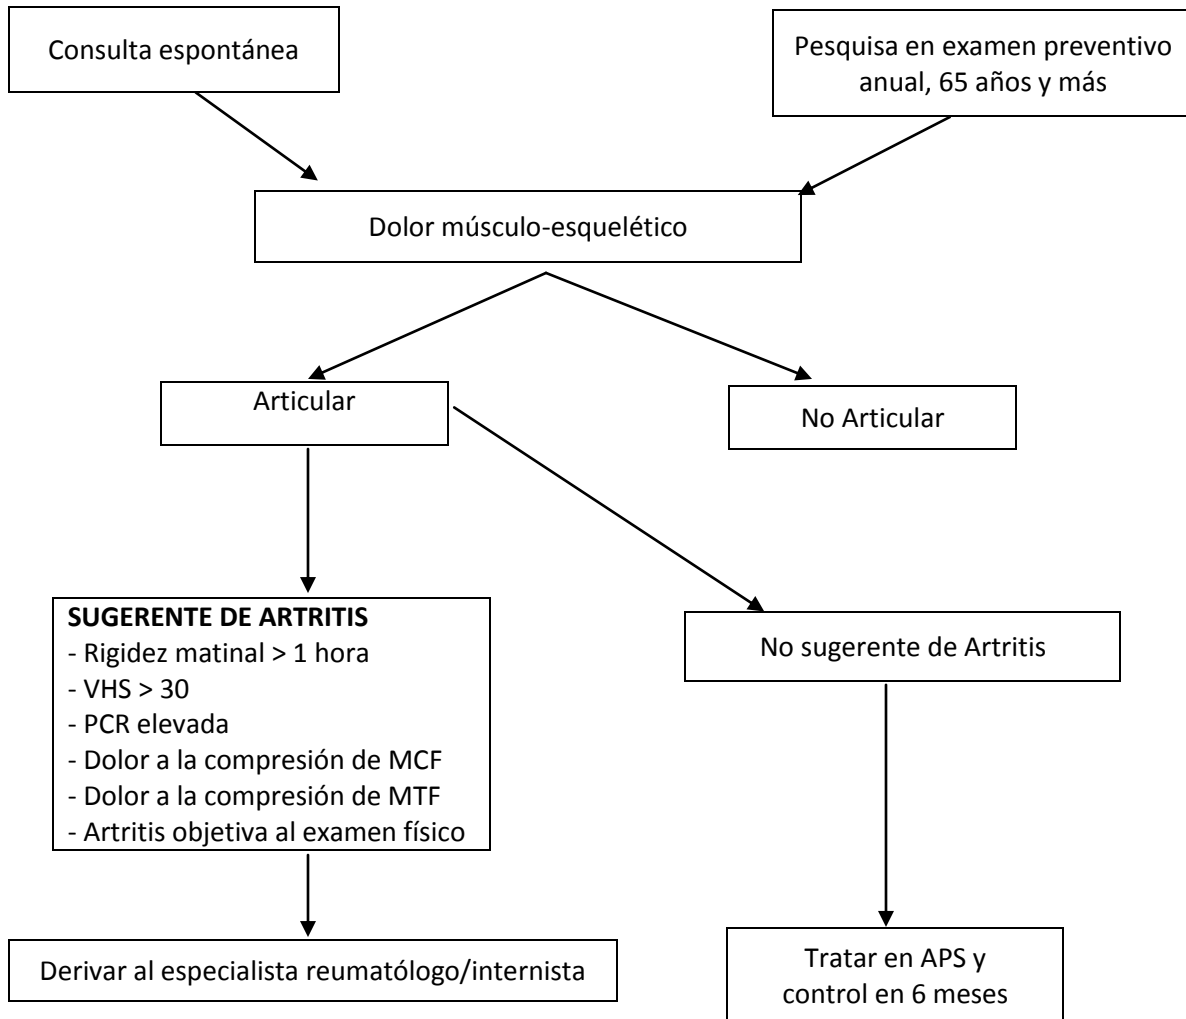 Consulta espontánea
Pesquisa en examen preventivo
anual, 65 años y más
Dolor músculo-esquelético
Articular
No Articular
SUGERENTE DE ARTRITIS
- Rigidez matinal > 1 hora
- VHS > 30
- PCR elevada
- Dolor a la compresión de MCF
- Dolor a la compresión de MTF
- Artritis objetiva al examen físico
No sugerente de Artritis
Derivar al especialista reumatólogo/internista
Tratar en APS y
control en 6 meses